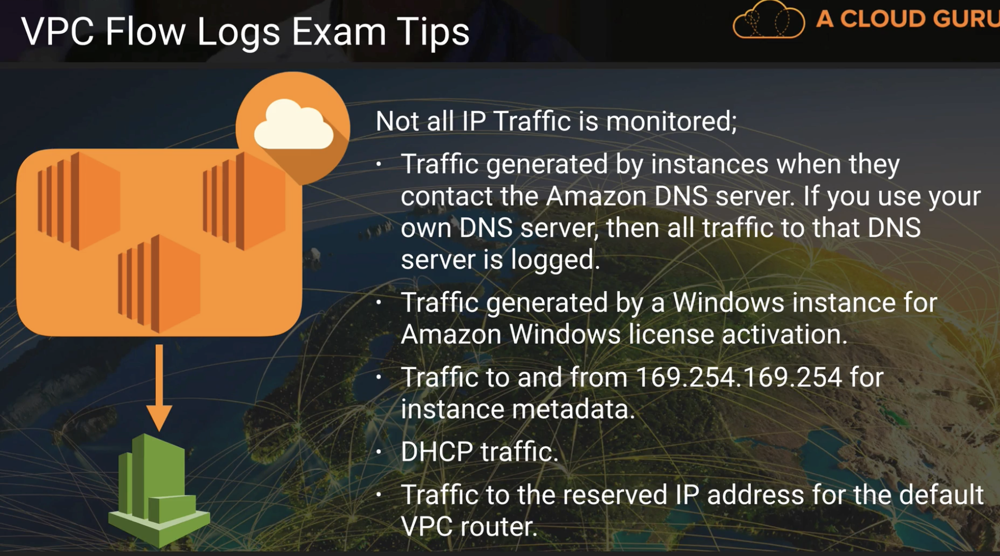 VPC Flow Logs Exam Tips
A CLOUD GURU
Not all IP Traffic is monitored;
• Traffic generated by instances when they
contact the Amazon DNS server. If you use your
own DNS server, then all traffic to that DNS
server is logged.
• Traffic generated by a Windows instance for
Amazon Windows license activation.
• Traffic to and from 169.254.169.254 for
instance metadata.
• DHCP traffic.
• Traffic to the reserved IP address for the default
VPC router.